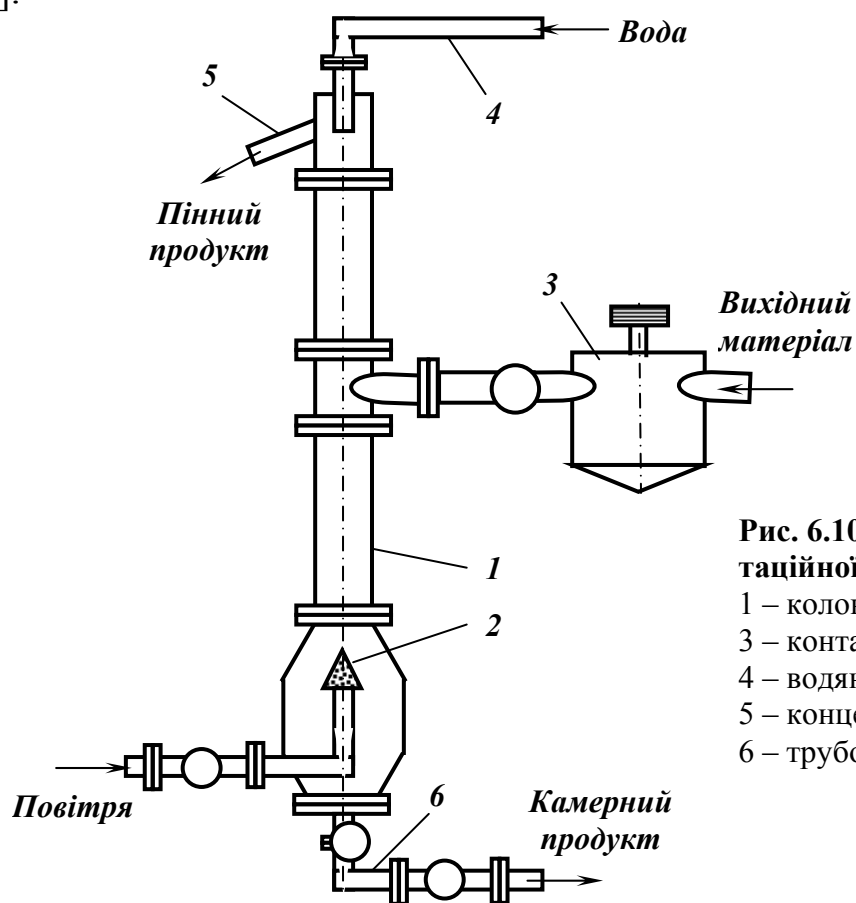 Вода
5
4
Пінний
продукт
3
Вихідний
матеріал
1
2
Повітря
6
Камерний
продукт
Рис. 6.10
таційної
1 – коло
3 – конта
4 – водян
5 – конце
6 – трубо